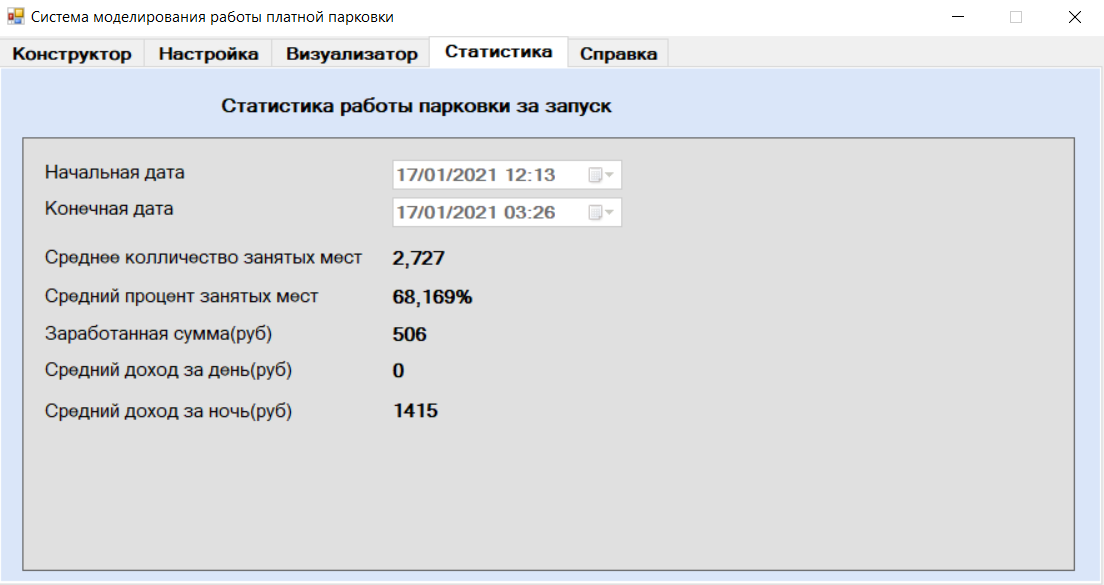 Система моделирования работы платной парковки
Конструктор Настройка Визуализатор Статистика Справка
Статистика работы парковки за запуск
Начальная дата 17/01/2021 12:13
Конечная дата 17/01/2021 03:26
Среднее колличество занятых мест 2,727
Средний процент занятых мест 68,169%
Заработанная сумма(руб) 506
Средний доход за день(руб) 0
Средний доход за ночь(руб) 1415